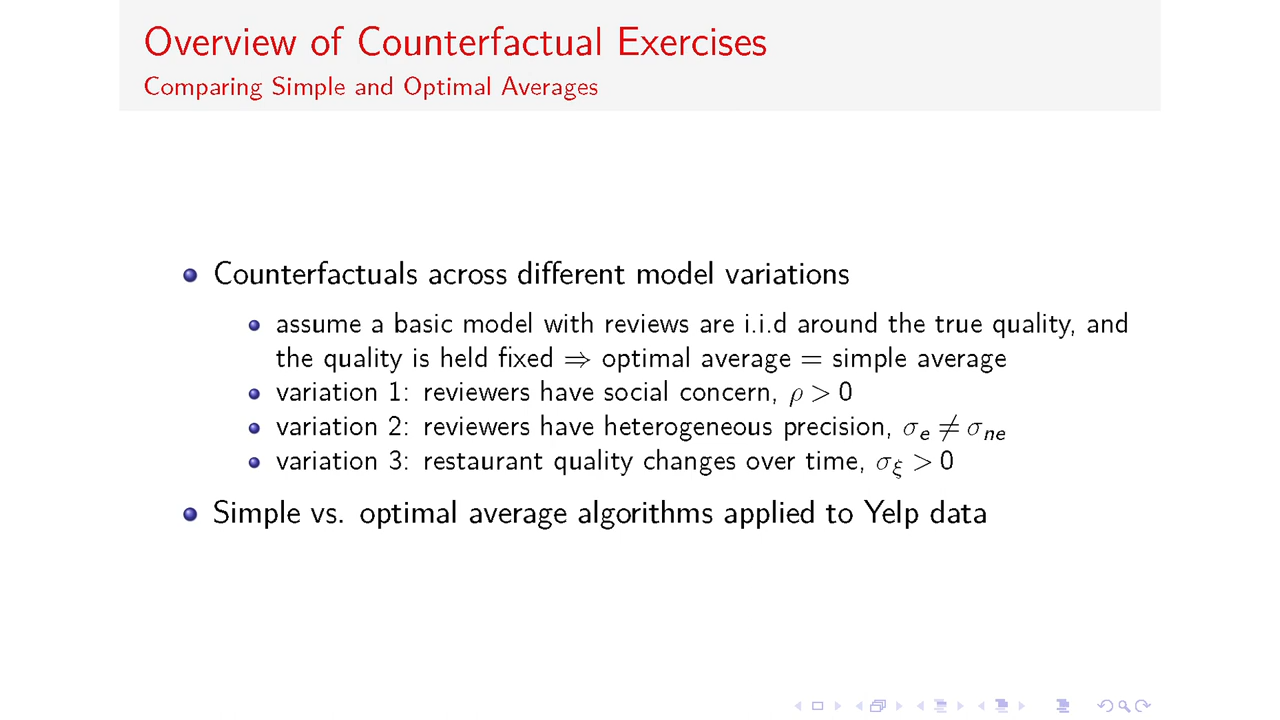 Overview of Counterfactual Exercises
Comparing Simple and Optimal Averages
Counterfactuals across different model variations
assume a basic model with reviews are i.i.d around the true quality, and
the quality is held fixed ⇒ optimal average = simple average
variation 1: reviewers have social concern, ρ > 0
variation 2: reviewers have heterogeneous precision, σe ≠ σne
variation 3: restaurant quality changes over time, σξ > 0
Simple vs. optimal average algorithms applied to Yelp data